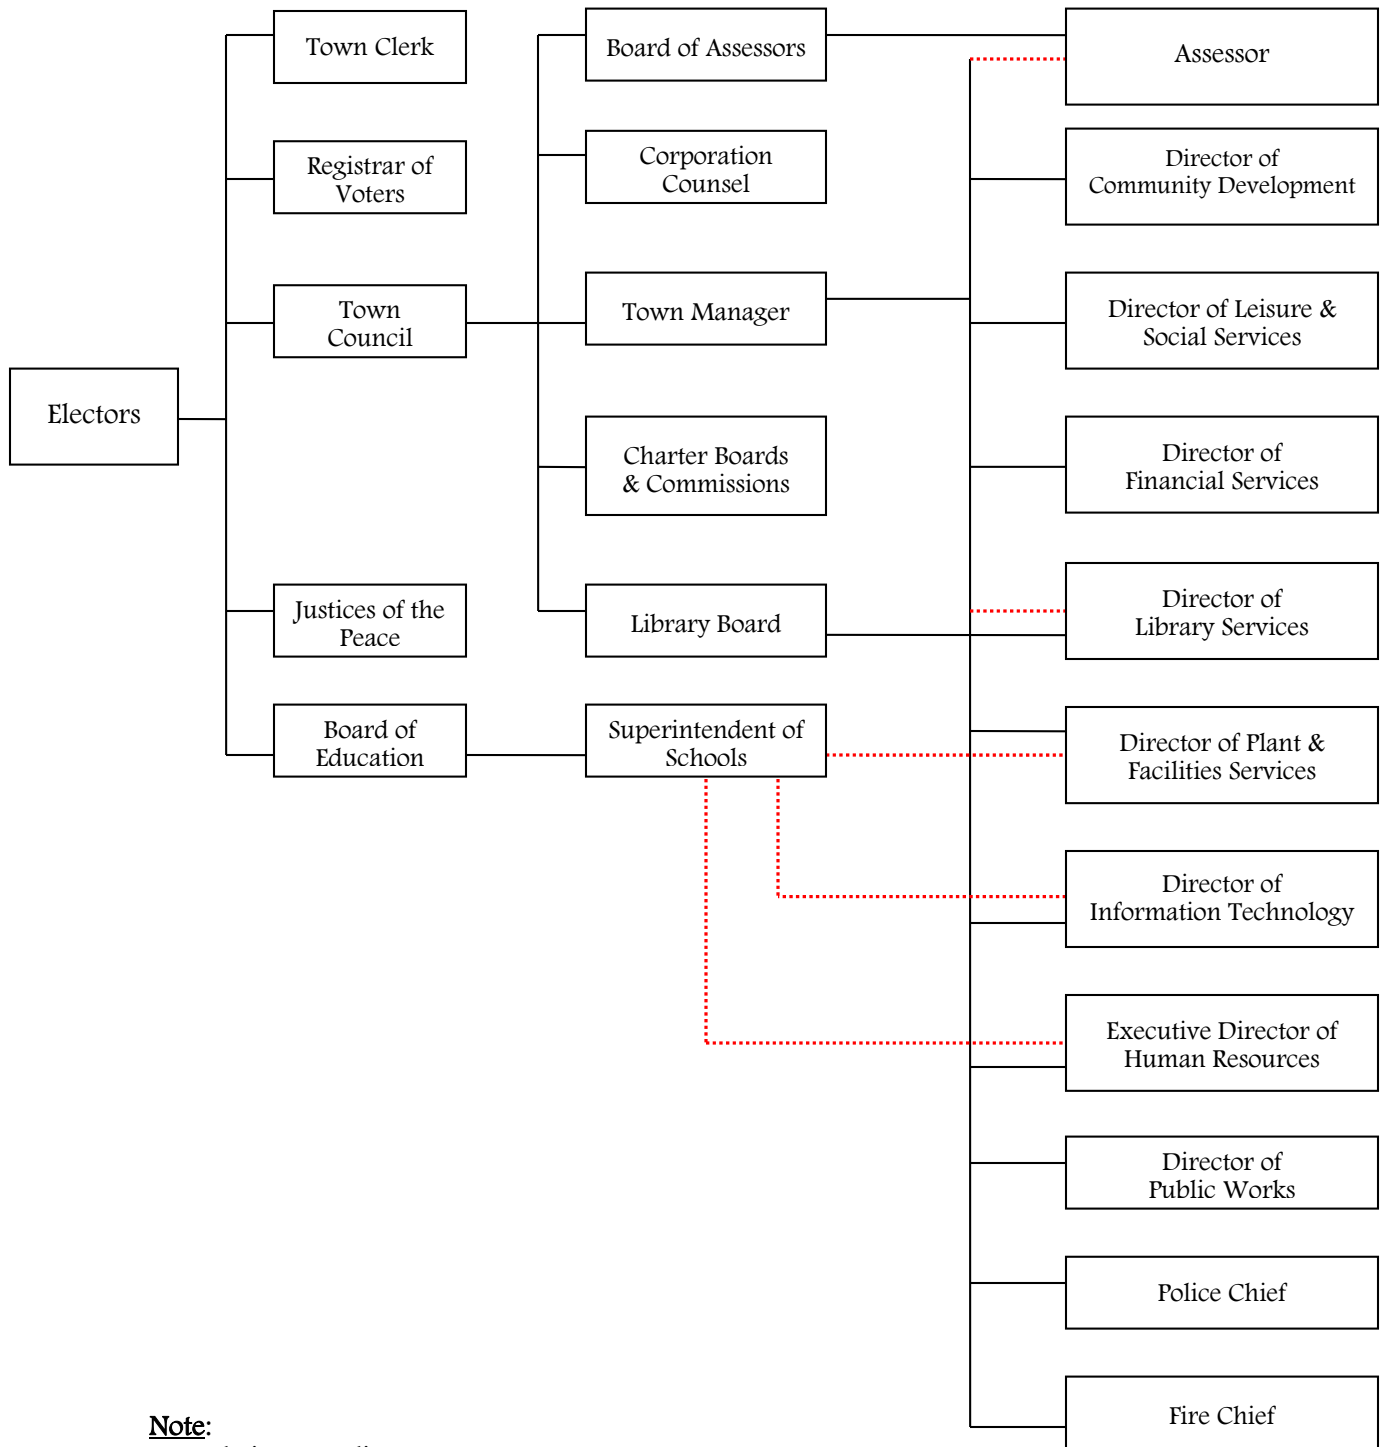 Town Clerk
Registrar of
Voters
Town
Council
Electors
Justices of the
Peace
Board of
Education
Board of Assessors
Corporation
Counsel
Town Manager
Charter Boards
& Commissions
Library Board
Superintendent of
Schools
Assessor
Director of
Community Development
Director of Leisure &
Social Services
Director of
Financial Services
Director of
Library Services
Director of Plant &
Facilities Services
Director of
Information Technology
Executive Director of
Human Resources
Director of
Public Works
Police Chief
Fire Chief
Note: